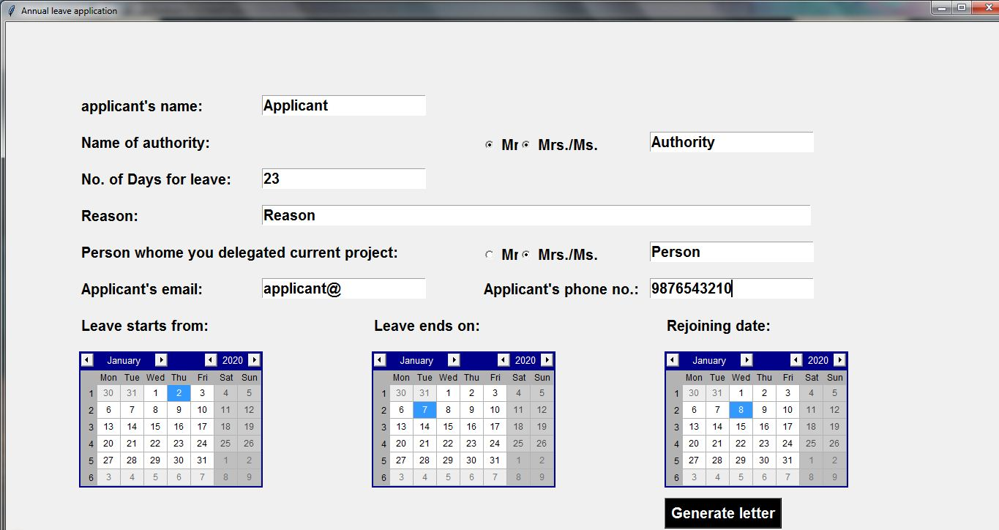 Annual leave application
applicant's name: Applicant
Name of authority: Mr Mrs./Ms. Authority
No. of Days for leave: 23
Reason: Reason
Person whome you delegated current project: Mr Mrs./Ms. Person
Applicant's email: applicant@ Applicant's phone no.: 9876543210
Leave starts from: Leave ends on: Rejoining date:
January 2020 January 2020 January 2020
Mon Tue Wed Thu Fri Sat Sun Mon Tue Wed Thu Fri Sat Sun Mon Tue Wed Thu Fri Sat Sun
1 30 31 1 2 3 4 5 1 30 31 1 2 3 4 5 1 30 31 1 2 3 4 5
2 6 7 8 9 10 11 12 2 6 7 8 9 10 11 12 2 6 7 8 9 10 11 12
3 13 14 15 16 17 18 19 3 13 14 15 16 17 18 19 3 13 14 15 16 17 18 19
4 20 21 22 23 24 25 26 4 20 21 22 23 24 25 26 4 20 21 22 23 24 25 26
5 27 28 29 30 31 1 2 5 27 28 29 30 31 1 2 5 27 28 29 30 31 1 2
6 3 4 5 6 7 8 9 6 3 4 5 6 7 8 9 6 3 4 5 6 7 8 9
Generate letter